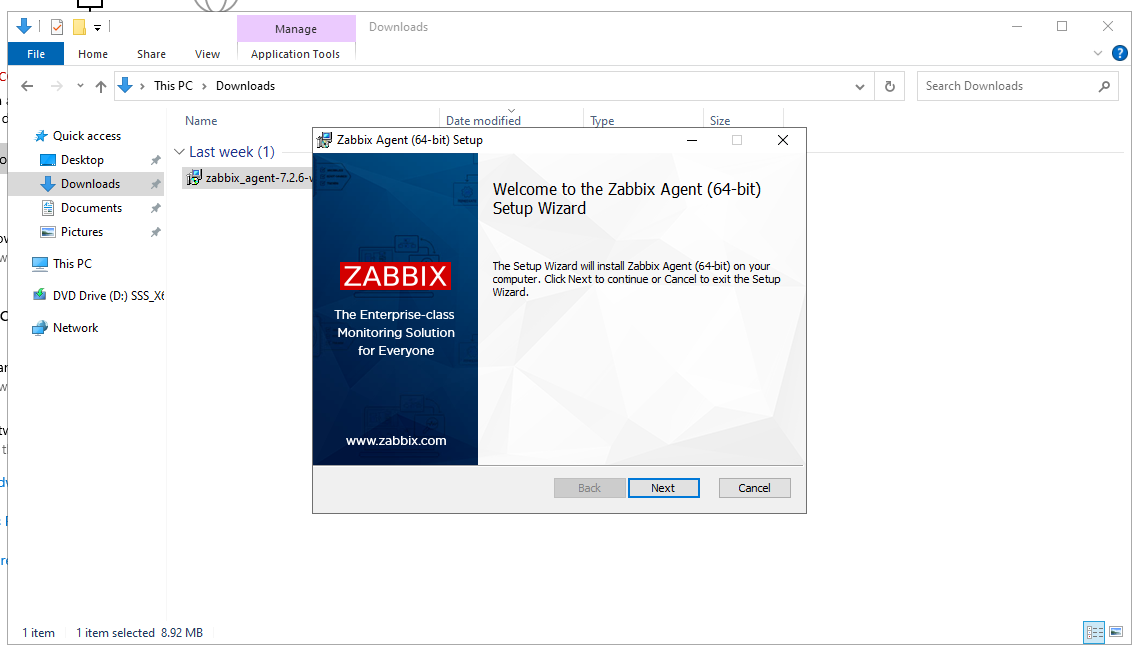 Manage
Downloads
File
Home
Share
View
Application Tools
This PC
Downloads
Search Downloads
Name
Date modified
Type
Size
Quick access
Desktop
Downloads
Documents
Pictures
This PC
DVD Drive (D:) SSS_X6
Network
Last week (1)
zabbix_agent-7.2.6-
Zabbix Agent (64-bit) Setup
ZABBIX
The Enterprise-class
Monitoring Solution
for Everyone
www.zabbix.com
Welcome to the Zabbix Agent (64-bit)
Setup Wizard
The Setup Wizard will install Zabbix Agent (64-bit) on your
computer. Click Next to continue or Cancel to exit the Setup
Wizard.
Back
Next
Cancel
1 item
1 item selected 8.92 MB